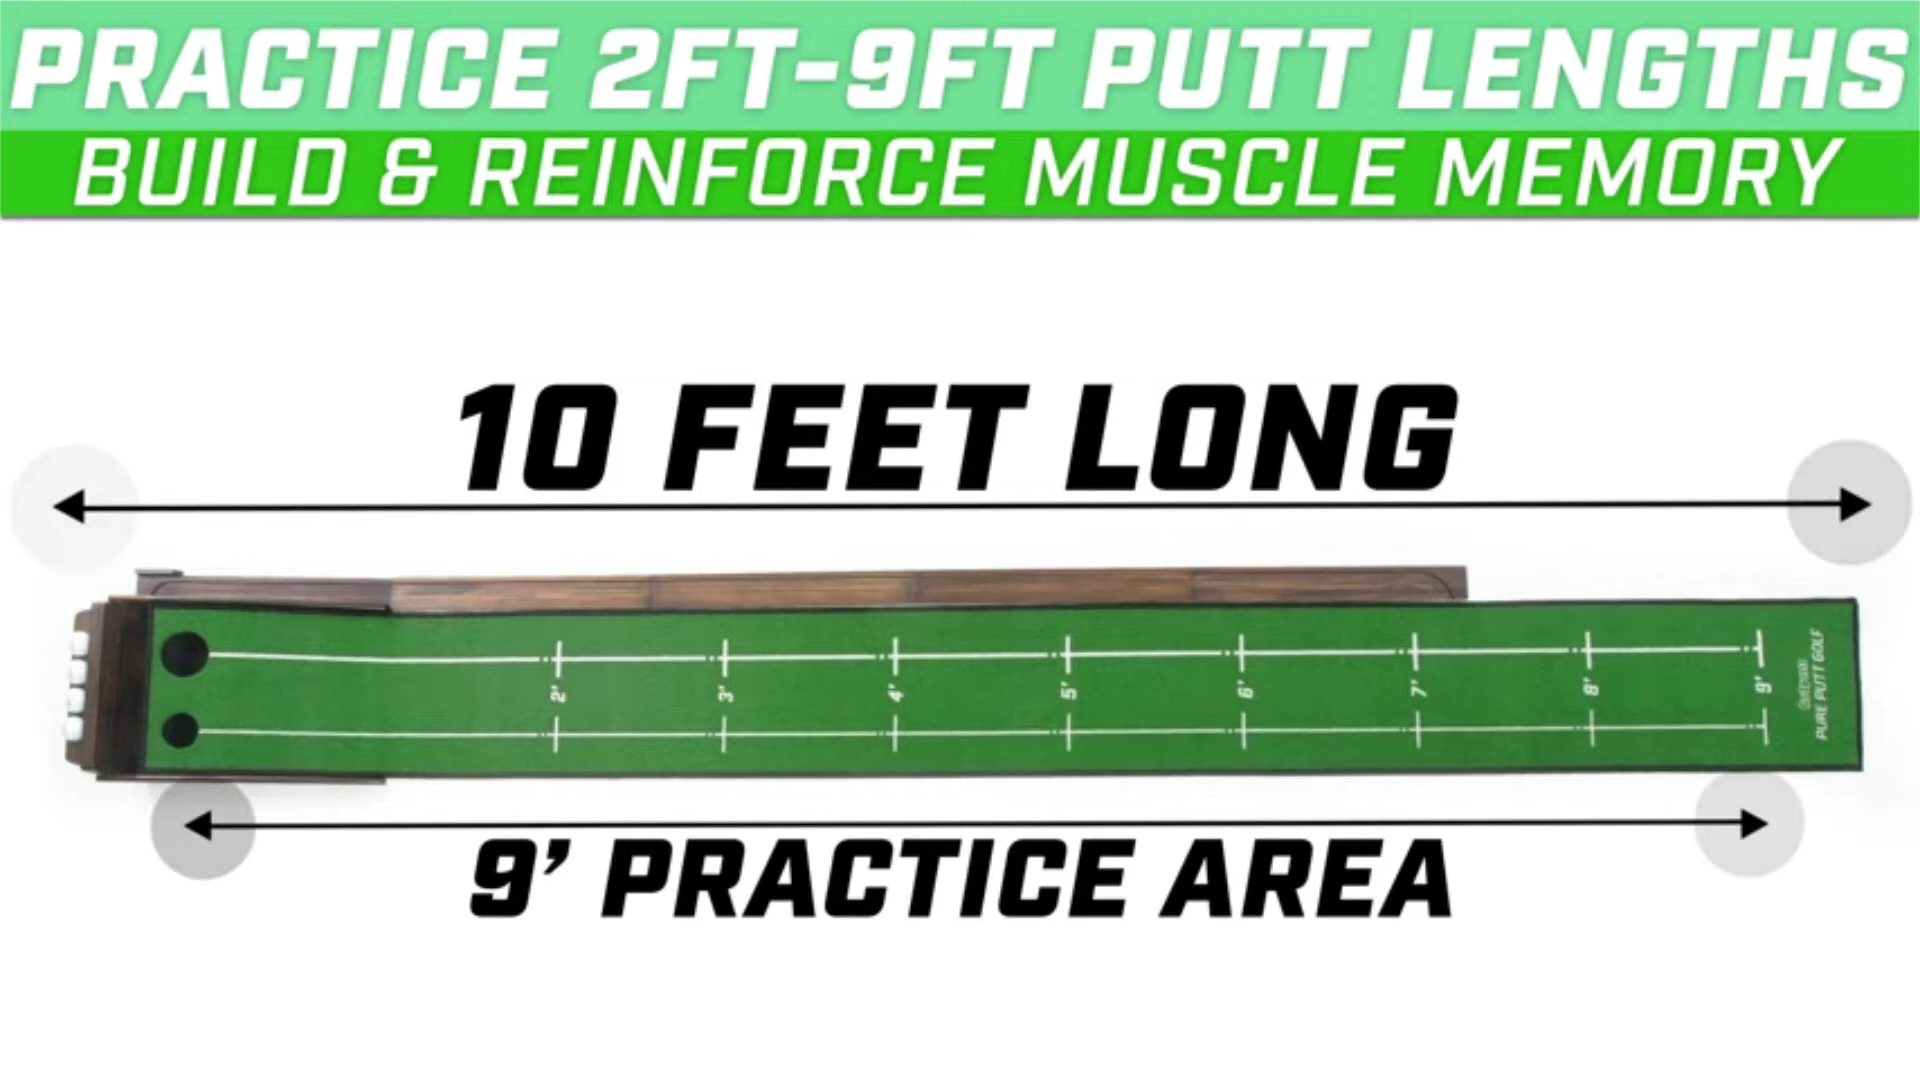 PRACTICE 2FT-9FT PUTT LENGTHS
BUILD & REINFORCE MUSCLE MEMORY
10 FEET LONG
2'
3'
4'
5'
6'
7'
8'
9'
PURE PUTT GOLF
9’ PRACTICE AREA